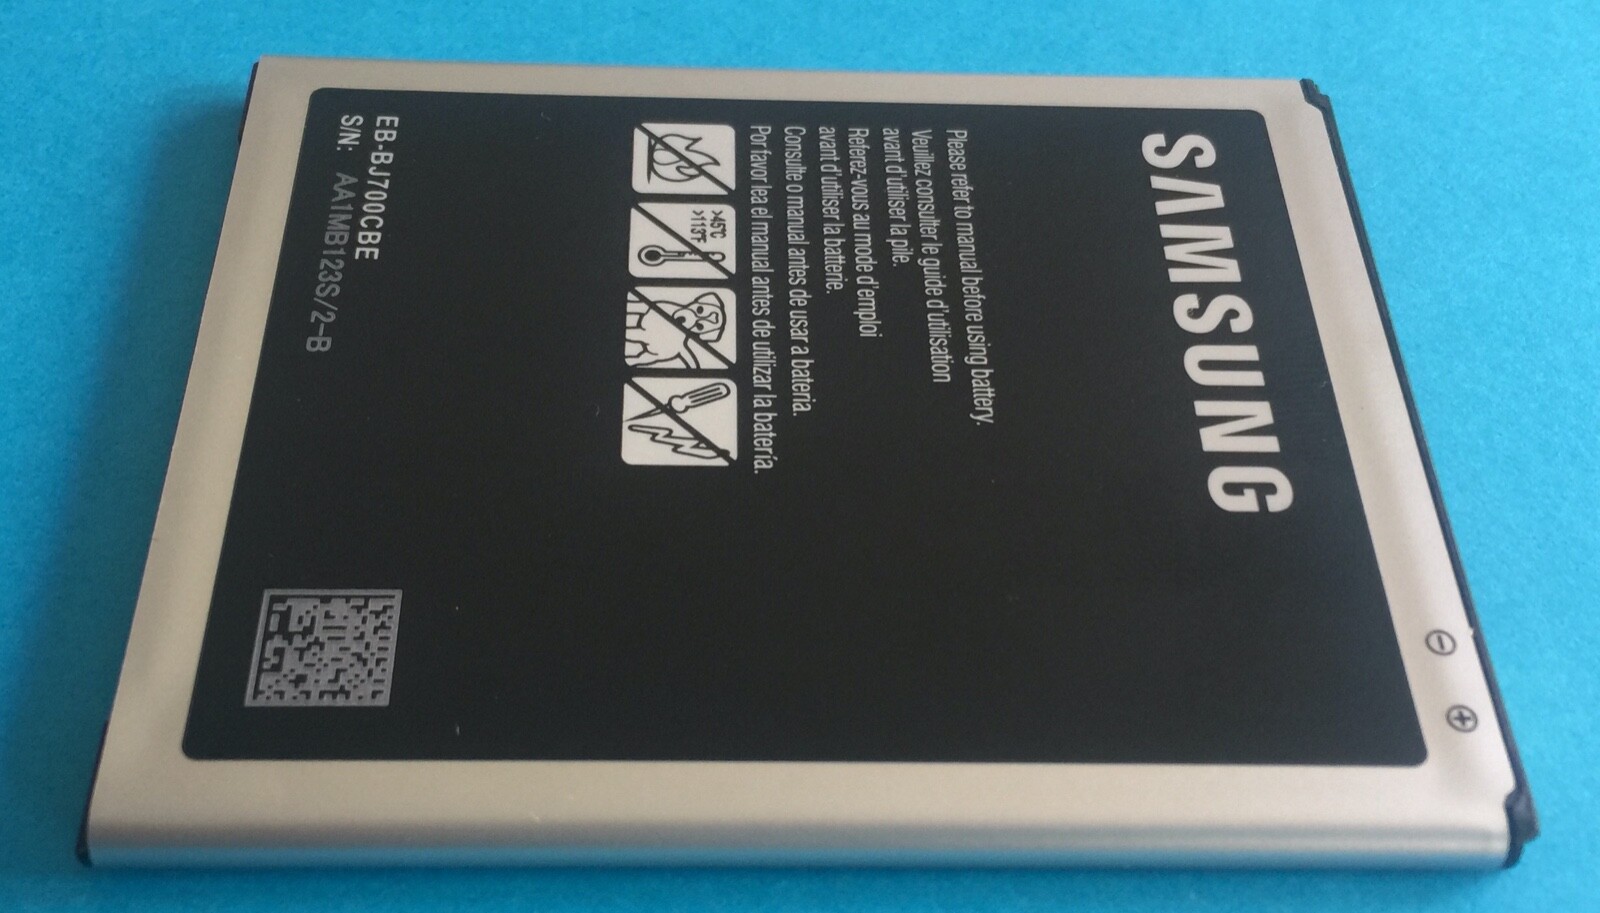 SAMSUNG
Please refer to manual before using battery.
Veuillez consulter le guide d'utilisation
avant d'utiliser la pile.
Referez-vous au mode d'emploi
avant d'utiliser la batterie.
Consulte o manual antes de usar a bateria.
Por favor lea el manual antes de utilizar la batería.
>45°C
>113°F
EB-BJ700CBE
S/N: AA1MB123S/2-B